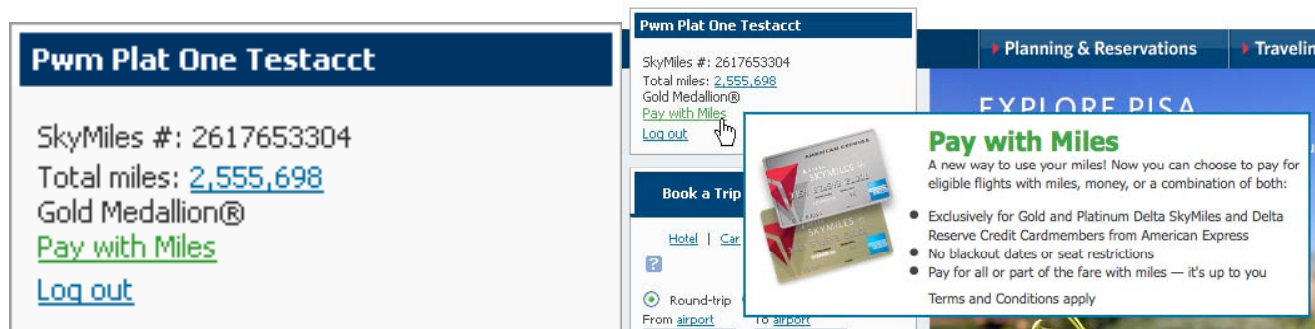 Pwm Plat One Testacct
SkyMiles #: 2617653304
Total miles: 2,555,698
Gold Medallion®
Pay with Miles
Log out
Pwm Plat One Testacct
SkyMiles #: 2617653304
Total miles: 2,555,698
Gold Medallion®
Pay with Miles
Log out
Book a Trip
Hotel | Car
?
Round-trip
From airport To airport
Planning & Reservations
EXPLORE PISA
AMERICAN EXPRESS
SKYMILES
SKYMILES
Pay with Miles
A new way to use your miles! Now you can choose to pay for
eligible flights with miles, money, or a combination of both:
• Exclusively for Gold and Platinum Delta SkyMiles and Delta
Reserve Credit Cardmembers from American Express
• No blackout dates or seat restrictions
• Pay for all or part of the fare with miles — it's up to you
Terms and Conditions apply